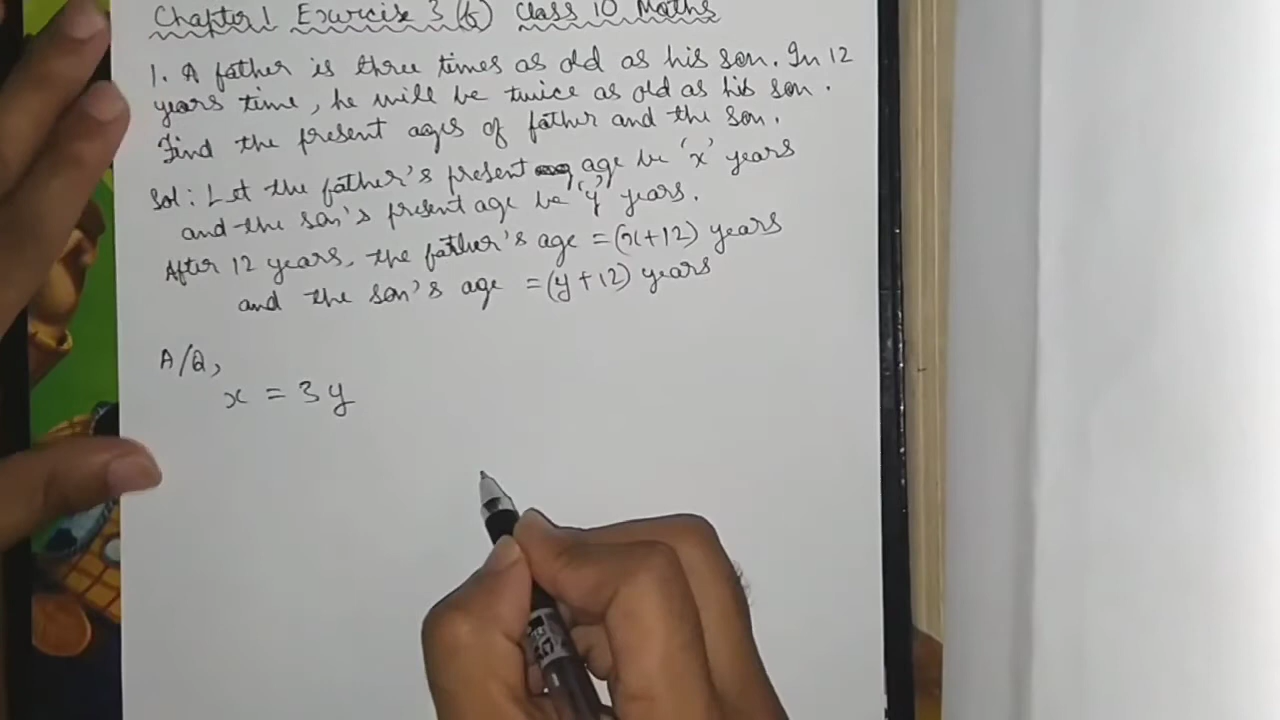 Chapter 1 Exercise 3(b) Class 10 Maths
1. A father is three times as old as his son. In 12
years time, he will be twice as old as his son.
Find the present ages of father and the son.
Sol: Let the father's present age be 'x' years
and the son's present age be 'y' years.
After 12 years, the father's age = (x+12) years
and the son's age = (y+12) years
A/Q,
x = 3y